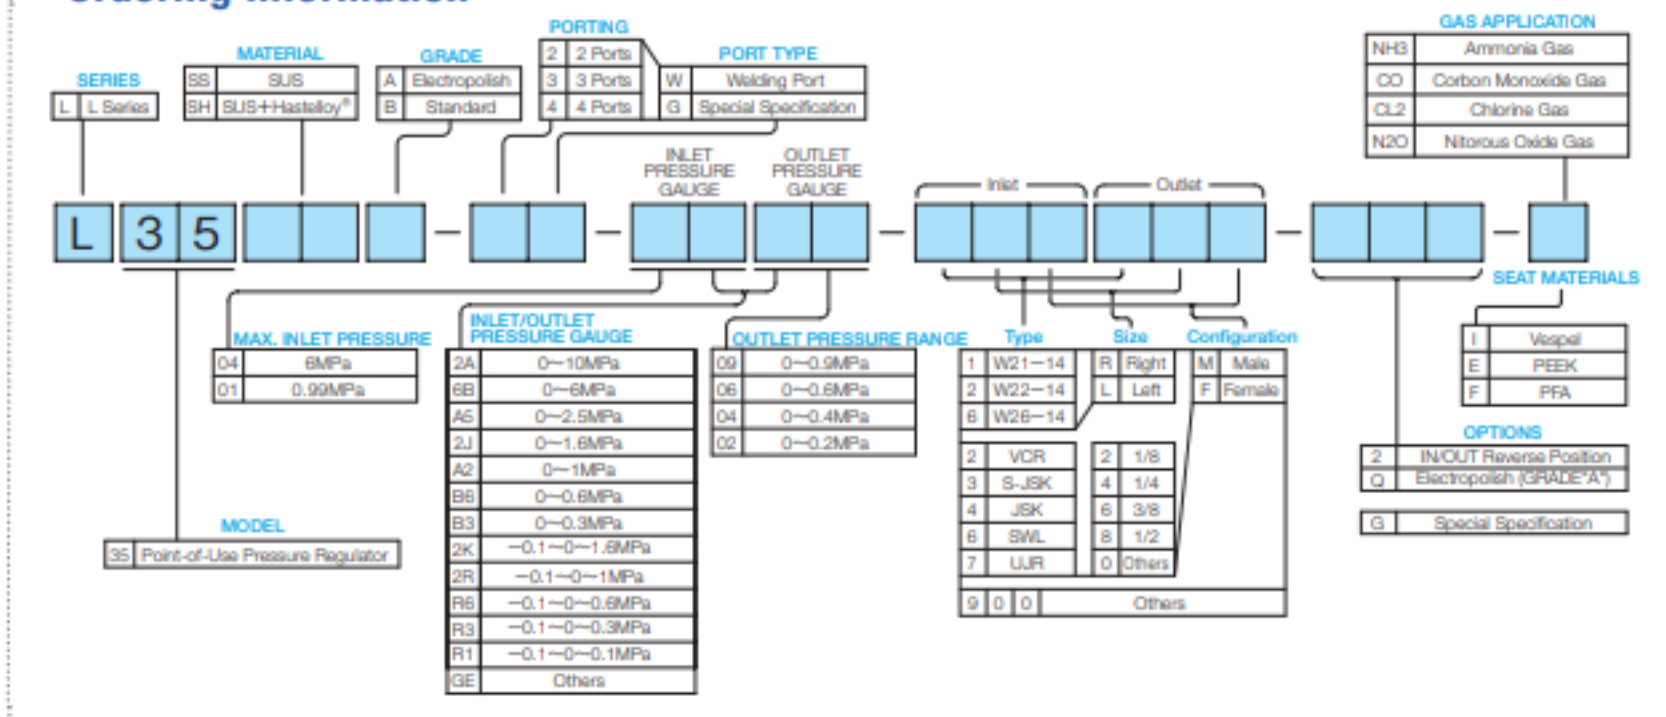 Ordering Information
SERIES
L L Series
MATERIAL
SS SUS
SH SUS+Hastelloy®
GRADE
A Electropolish
B Standard
PORTING
2 2 Ports
3 3 Ports
4 4 Ports
PORT TYPE
W Welding Port
G Special Specification
GAS APPLICATION
NH3 Ammonia Gas
CO Corbon Monoxide Gas
CL2 Chlorine Gas
N2O Nitorous Oxide Gas
INLET
PRESSURE
GAUGE
OUTLET
PRESSURE
GAUGE
Inlet
Outlet
L 3 5 — — — — —
MAX. INLET PRESSURE
04 6MPa
01 0.99MPa
INLET/OUTLET
PRESSURE GAUGE
2A 0~10MPa
6B 0~6MPa
A5 0~2.5MPa
2J 0~1.6MPa
A2 0~1MPa
B6 0~0.6MPa
B3 0~0.3MPa
2K −0.1~0~1.6MPa
2R −0.1~0~1MPa
R6 −0.1~0~0.6MPa
R3 −0.1~0~0.3MPa
R1 −0.1~0~0.1MPa
GE Others
OUTLET PRESSURE RANGE
09 0~0.9MPa
06 0~0.6MPa
04 0~0.4MPa
02 0~0.2MPa
Type
1 W21−14
2 W22−14
6 W26−14
2 VCR
3 S-JSK
4 JSK
6 SWL
7 UJR
Size
R Right
L Left
2 1/8
4 1/4
6 3/8
8 1/2
0 Others
Configuration
M Male
F Female
9 0 0 Others
SEAT MATERIALS
I Vespel
E PEEK
F PFA
OPTIONS
2 IN/OUT Reverse Position
Q Electropolish (GRADE"A")
G Special Specification
MODEL
35 Point-of-Use Pressure Regulator